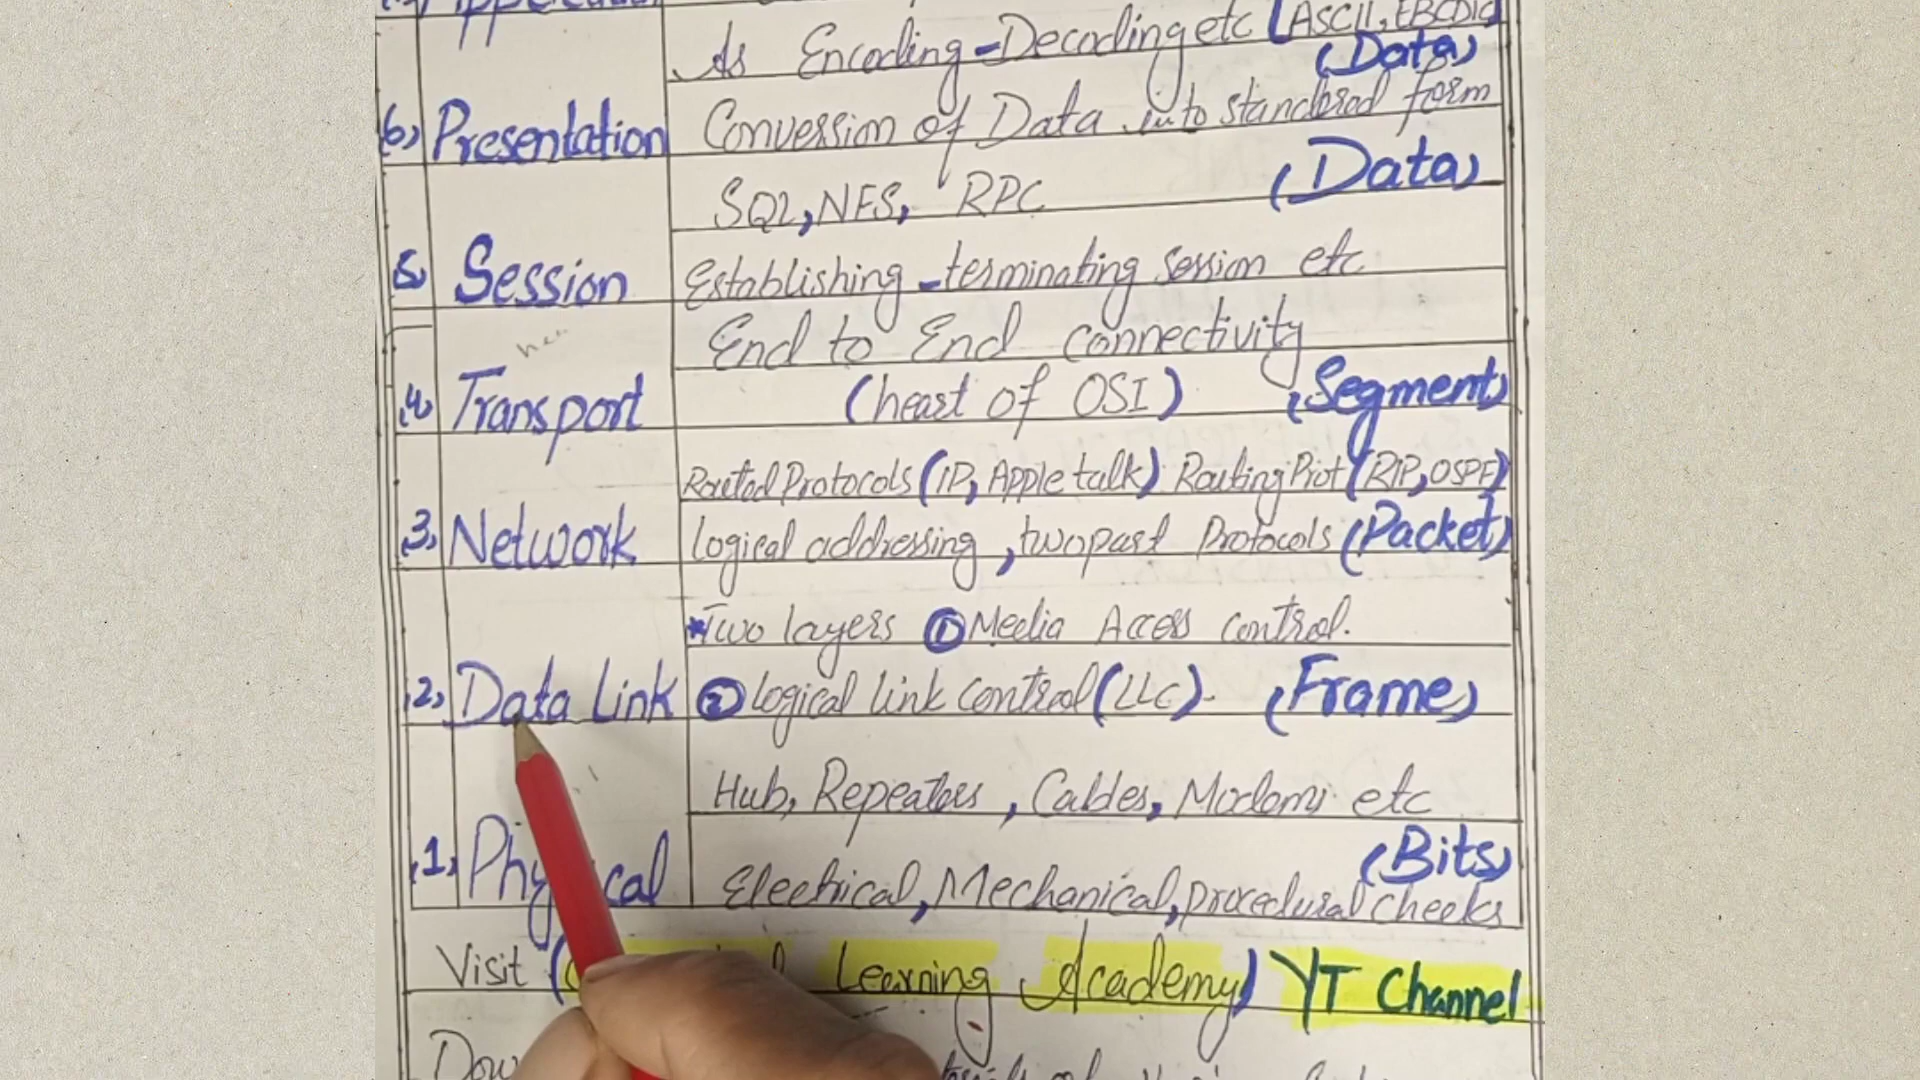 As Encoding-Decoding etc (ASCII, EBCDIC)
(Data)
6) Presentation Conversion of Data into standard form
SQL, NFS, RPC (Data)
5) Session Establishing-terminating session etc
End to End connectivity
4) Transport (heart of OSI) (Segment)
Routed Protocols (IP, Apple talk) Routing Prot (RIP, OSPF)
3) Network logical addressing, two part Protocols (Packet)
*Two layers ① Media Access Control.
2) Data Link ② Logical link Control (LLC). (Frame)
Hub, Repeaters, Cables, Modems etc
(Bits)
1) Physical Electrical, Mechanical, procedural checks
Visit Learning Academy) YT Channel